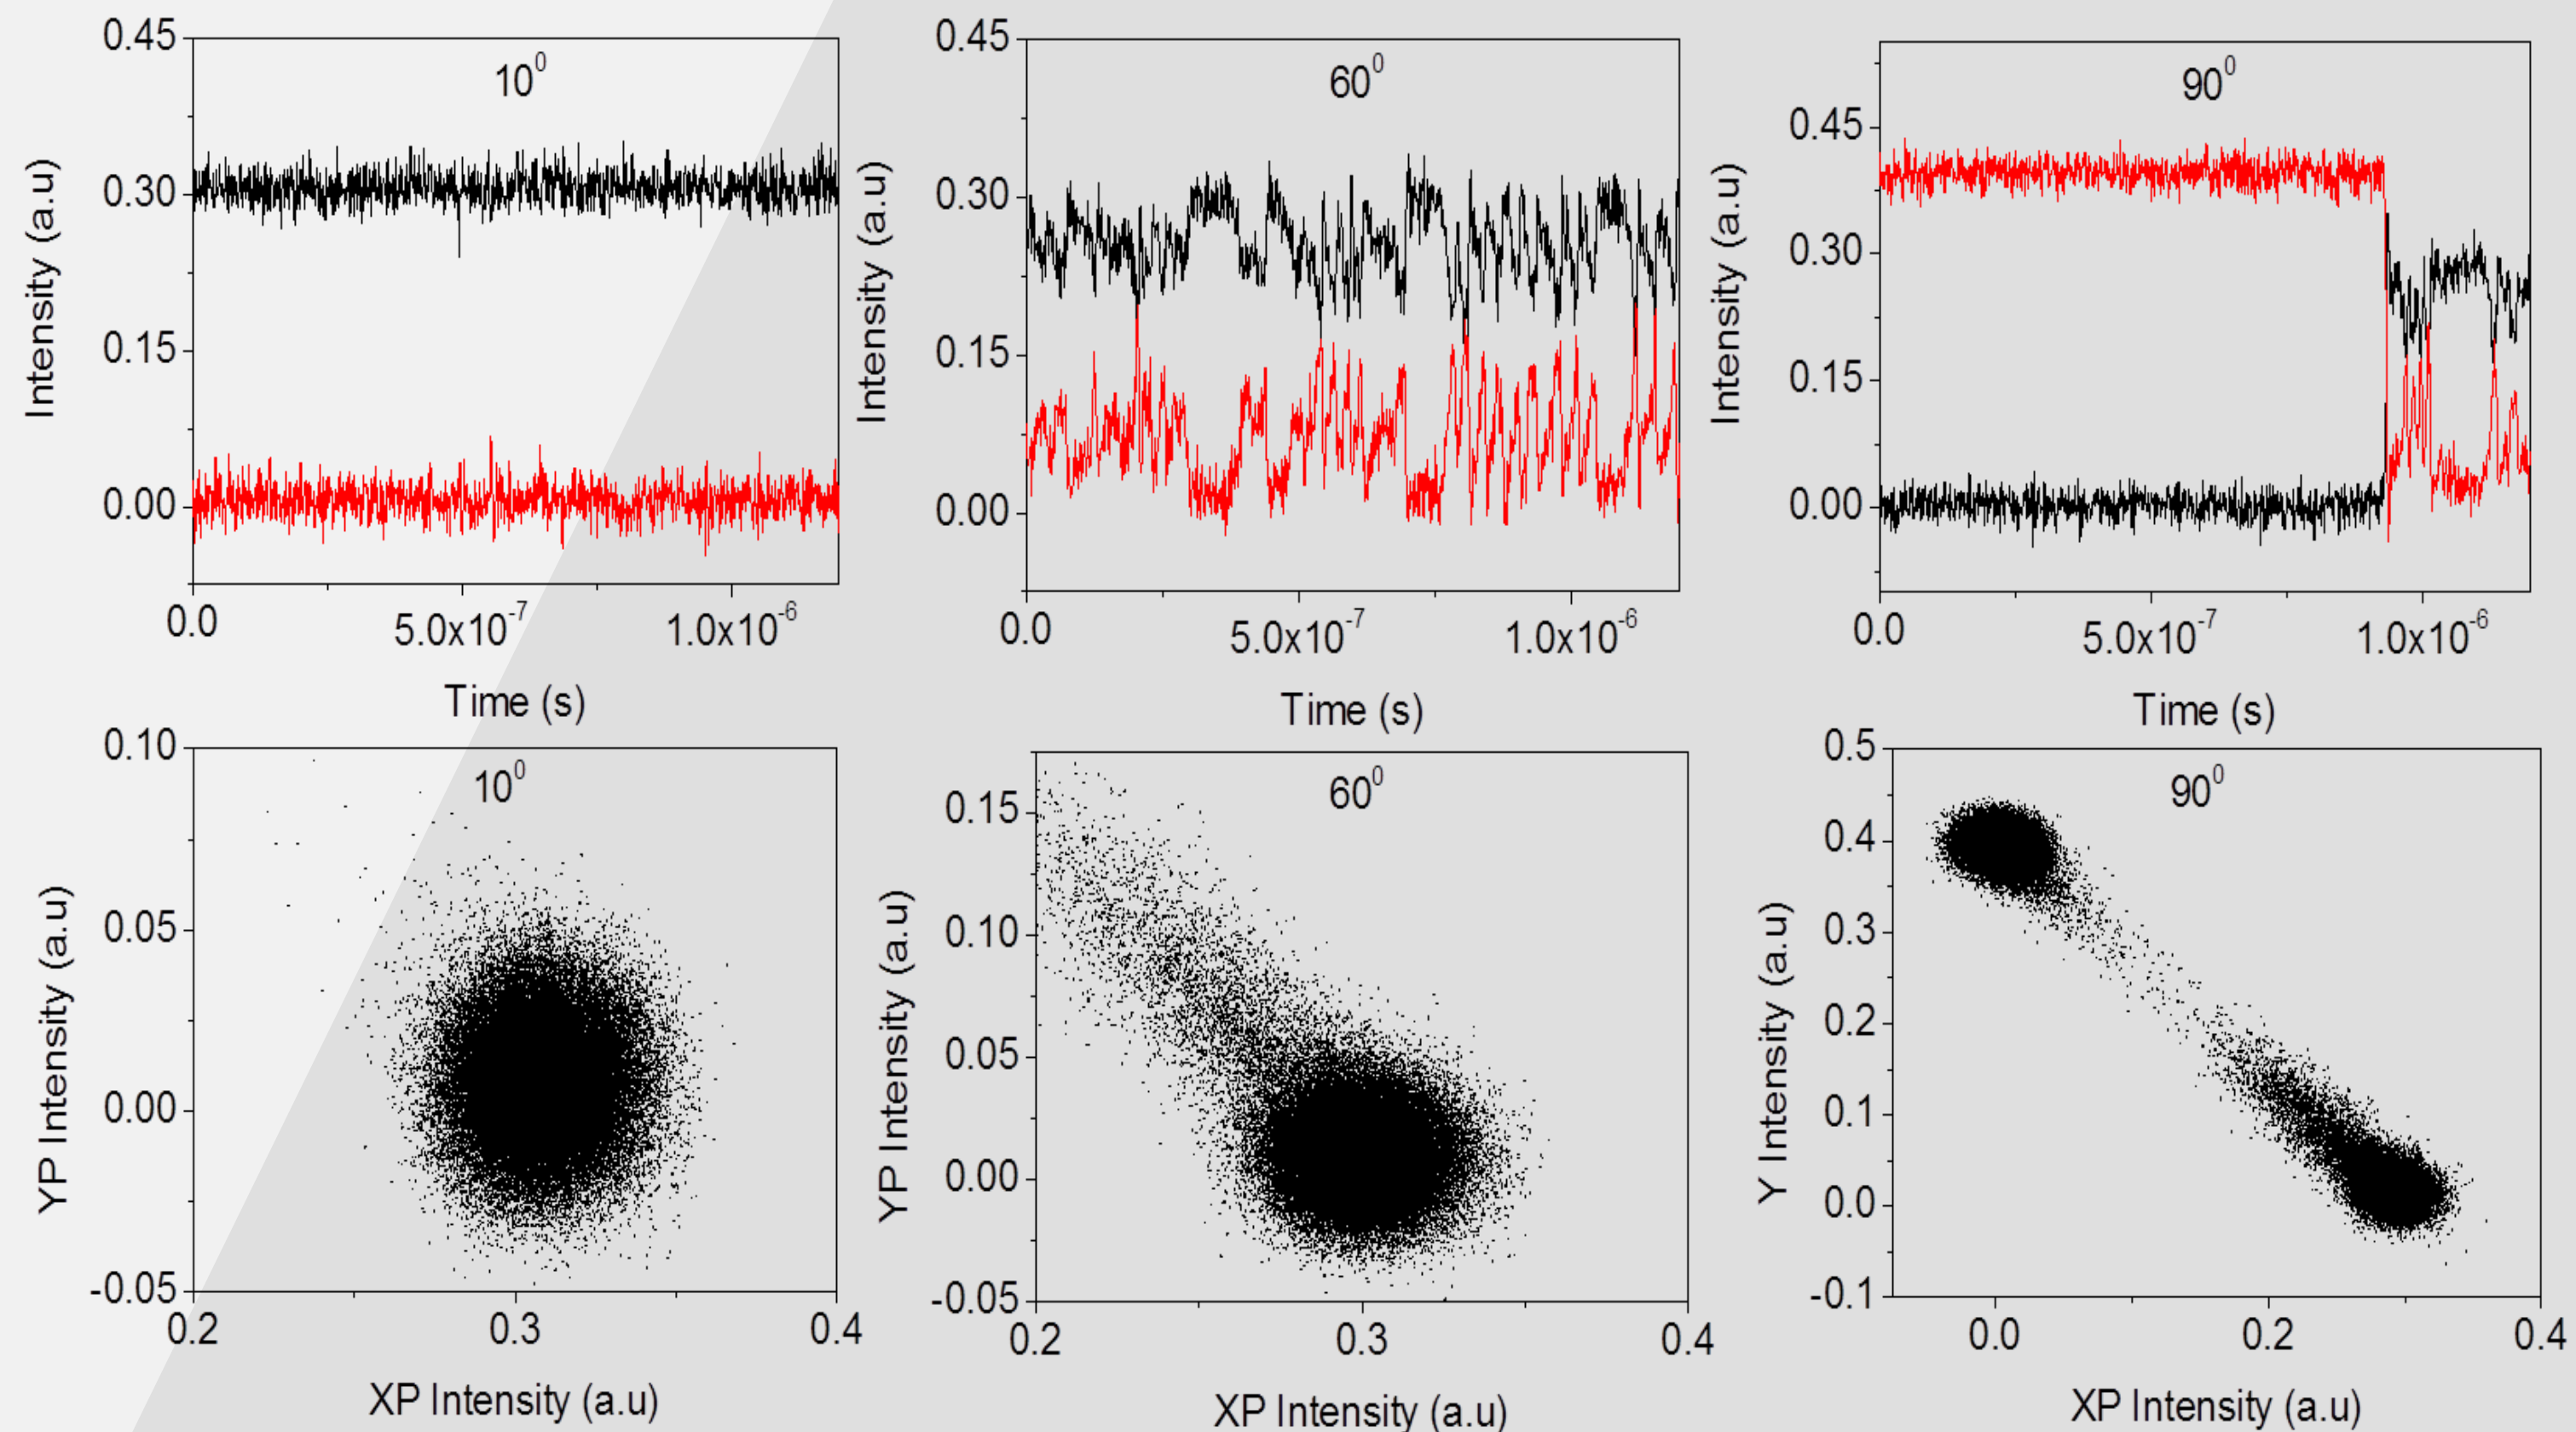 10⁰
Intensity (a.u)
0.45
0.30
0.15
0.00
0.0
5.0x10⁻⁷
1.0x10⁻⁶
Time (s)
60⁰
Intensity (a.u)
0.45
0.30
0.15
0.00
0.0
5.0x10⁻⁷
1.0x10⁻⁶
Time (s)
90⁰
Intensity (a.u)
0.45
0.30
0.15
0.00
0.0
5.0x10⁻⁷
1.0x10⁻⁶
Time (s)
10⁰
YP Intensity (a.u)
0.10
0.05
0.00
-0.05
0.2
0.3
0.4
XP Intensity (a.u)
60⁰
YP Intensity (a.u)
0.15
0.10
0.05
0.00
-0.05
0.2
0.3
0.4
XP Intensity (a.u)
90⁰
Y Intensity (a.u)
0.5
0.4
0.3
0.2
0.1
0.0
-0.1
0.0
0.2
0.4
XP Intensity (a.u)